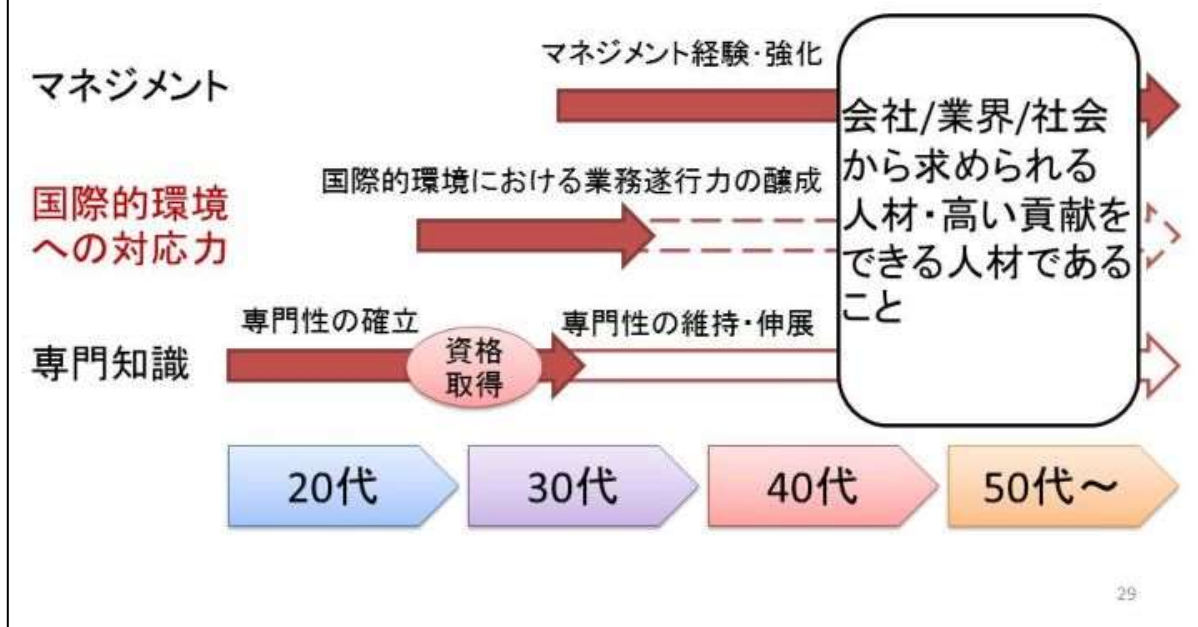 マネジメント経験・強化
マネジメント
会社/業界/社会
から求められる
人材・高い貢献を
できる人材である
こと
国際的環境における業務遂行力の醸成
国際的環境
への対応力
専門性の確立
専門性の維持・伸展
専門知識
資格
取得
20代
30代
40代
50代～
29